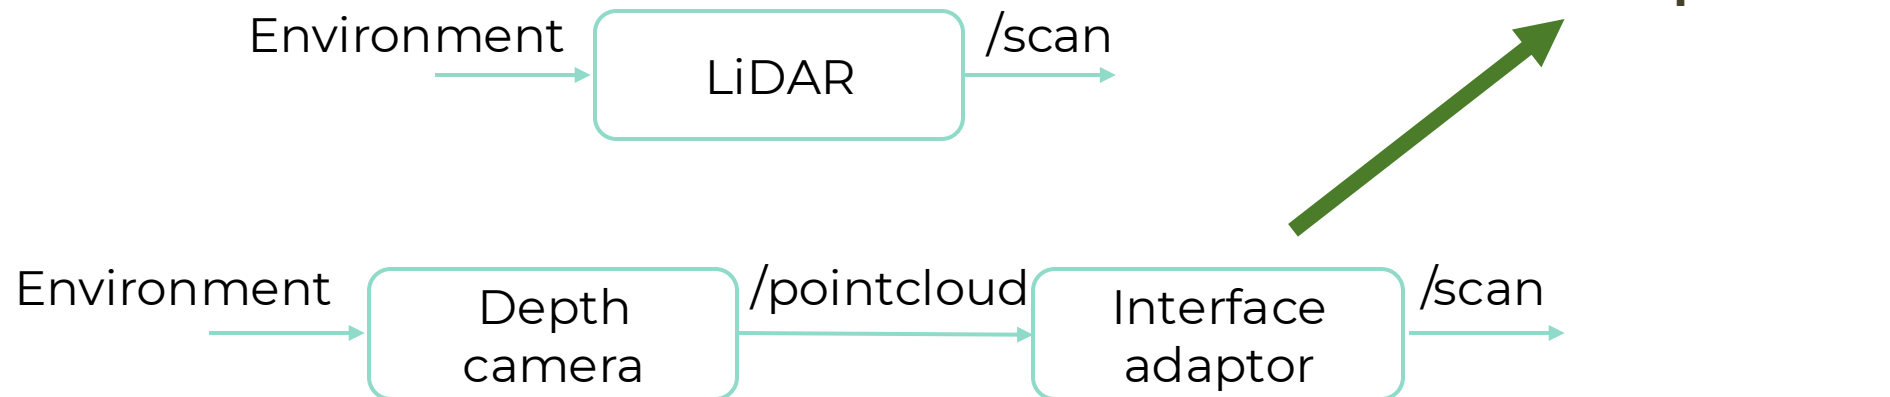 Environment
LiDAR
/scan
Environment
Depth
camera
/pointcloud
Interface
adaptor
/scan